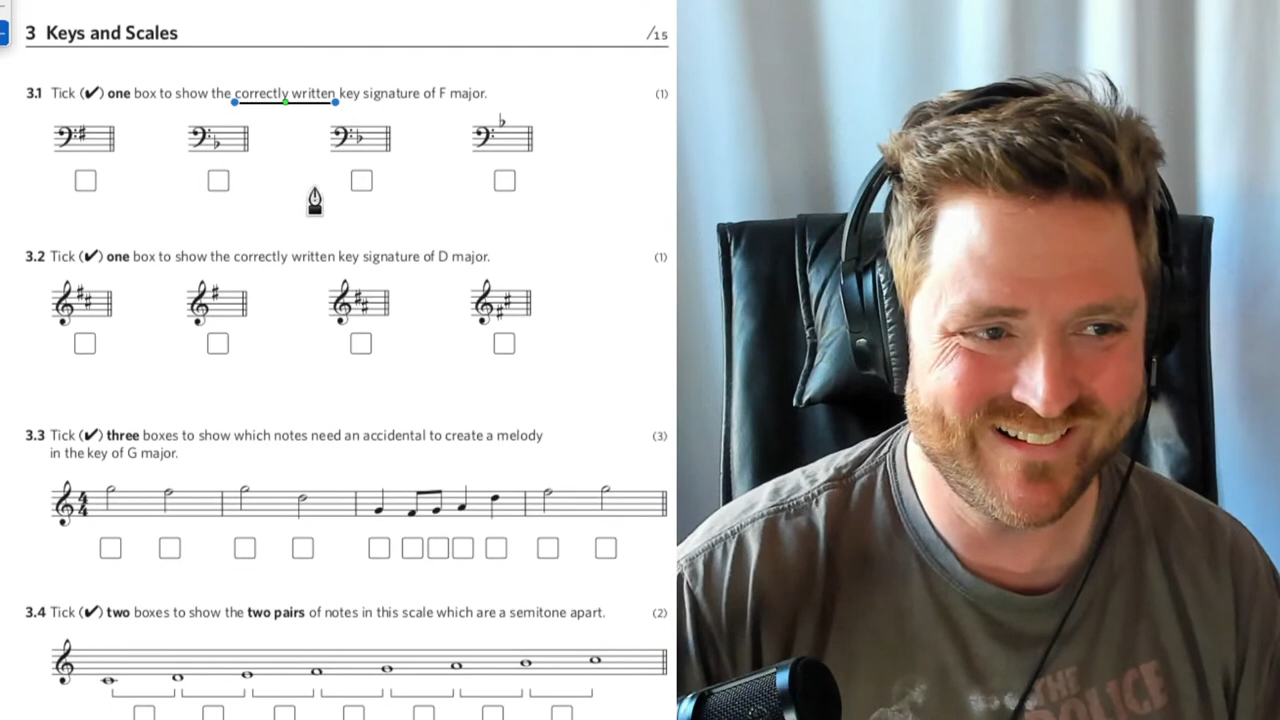 3 Keys and Scales
/15
3.1 Tick (✔) one box to show the correctly written key signature of F major. (1)
3.2 Tick (✔) one box to show the correctly written key signature of D major. (1)
3.3 Tick (✔) three boxes to show which notes need an accidental to create a melody (3)
in the key of G major.
4
4
3.4 Tick (✔) two boxes to show the two pairs of notes in this scale which are a semitone apart. (2)
THE
POLICE